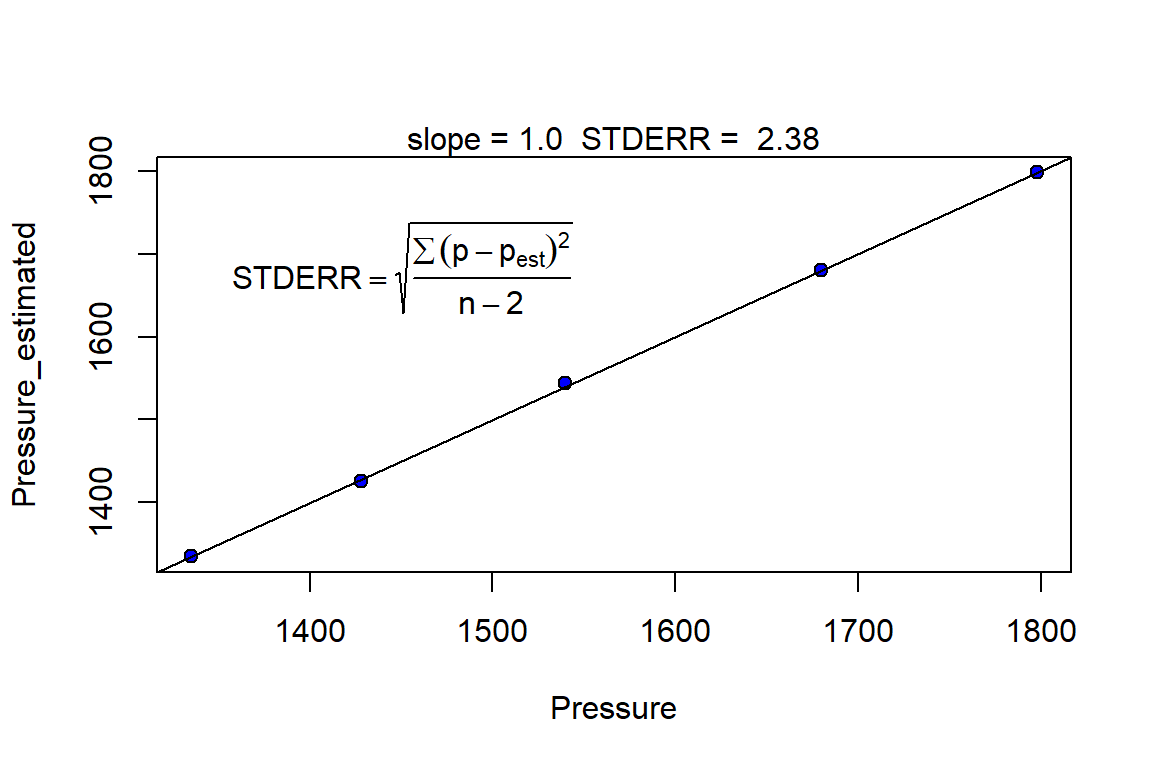 slope = 1.0 STDERR = 2.38
1800
1600
1400
Pressure_estimated
STDERR = √(∑(p − p_est)² / (n − 2))
1400 1500 1600 1700 1800
Pressure